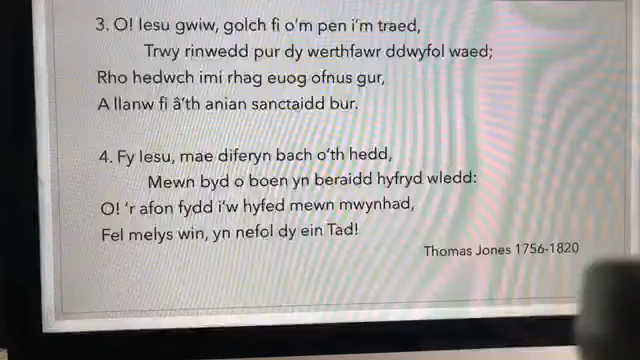 3. O! Iesu gwiw, golch fi o'm pen i'm traed,
Trwy rinwedd pur dy werthfawr ddwyfol waed;
Rho hedwch imi rhag euog ofnus gur,
A llanw fi â'th anian sanctaidd bur.
4. Fy Iesu, mae diferyn bach o'th hedd,
Mewn byd o boen yn beraidd hyfryd wledd:
O! 'r afon fydd i'w hyfed mewn mwynhad,
Fel melys win, yn nefol dy ein Tad!
Thomas Jones 1756-1820